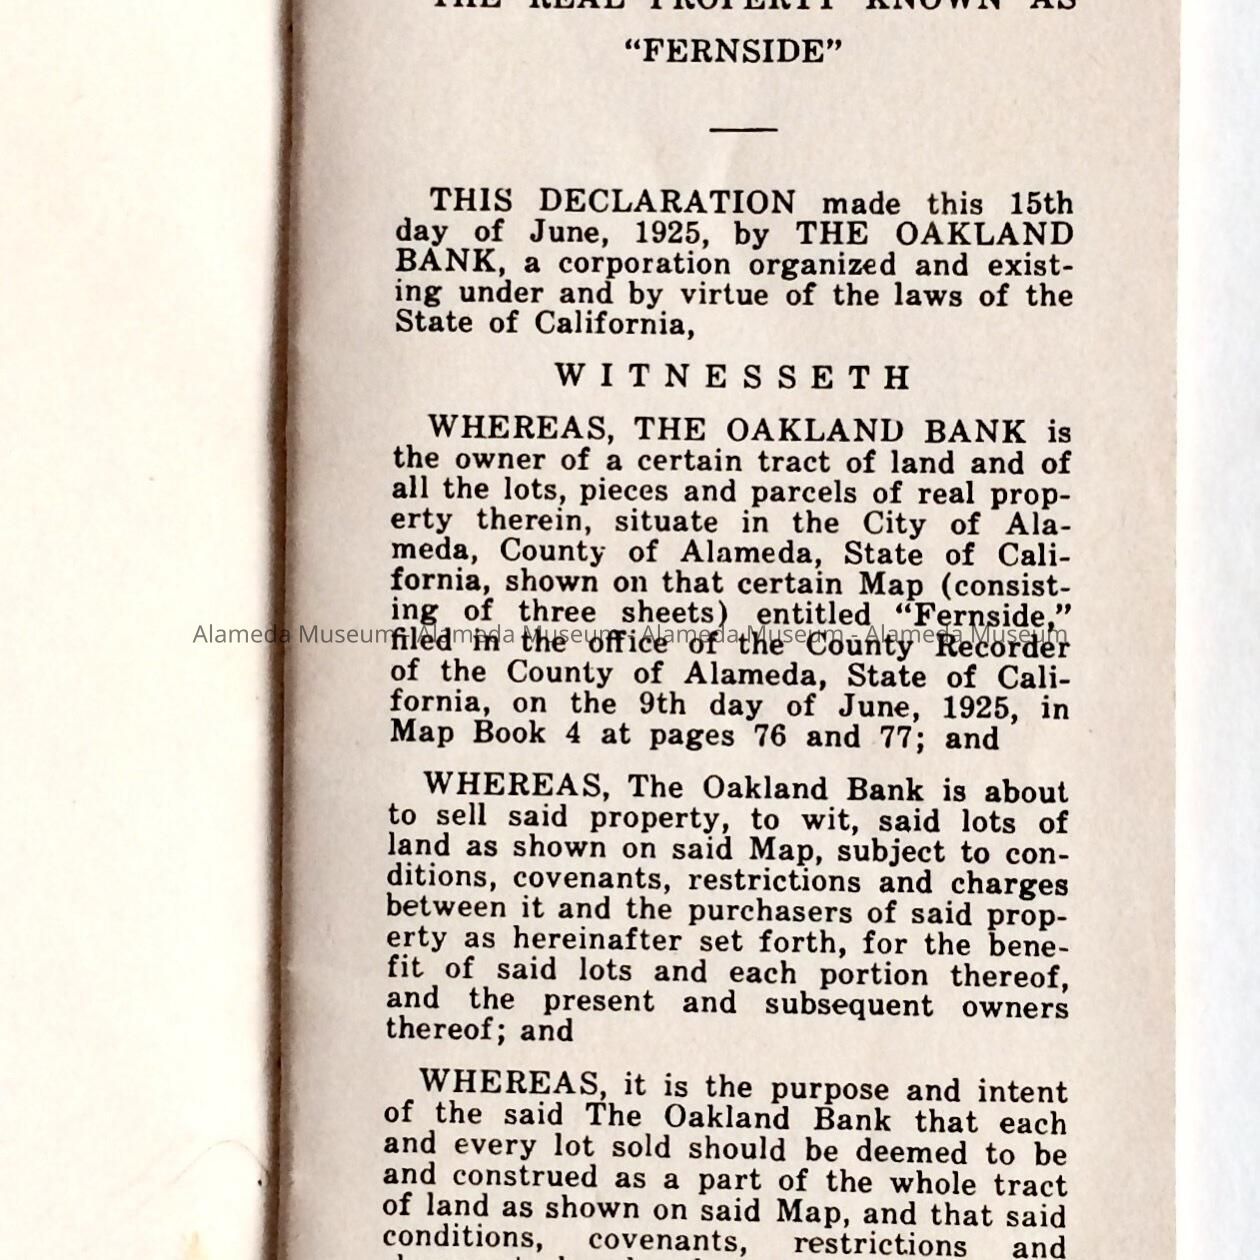 THE REAL PROPERTY KNOWN AS
“FERNSIDE”
THIS DECLARATION made this 15th
day of June, 1925, by THE OAKLAND
BANK, a corporation organized and exist-
ing under and by virtue of the laws of the
State of California,
WITNESSETH
WHEREAS, THE OAKLAND BANK is
the owner of a certain tract of land and of
all the lots, pieces and parcels of real prop-
erty therein, situate in the City of Ala-
meda, County of Alameda, State of Cali-
fornia, shown on that certain Map (consist-
ing of three sheets) entitled “Fernside,”
Alameda Museum - Alameda Museum - Alameda Museum - Alameda Museum
filed in the office of the County Recorder
of the County of Alameda, State of Cali-
fornia, on the 9th day of June, 1925, in
Map Book 4 at pages 76 and 77; and
WHEREAS, The Oakland Bank is about
to sell said property, to wit, said lots of
land as shown on said Map, subject to con-
ditions, covenants, restrictions and charges
between it and the purchasers of said prop-
erty as hereinafter set forth, for the bene-
fit of said lots and each portion thereof,
and the present and subsequent owners
thereof; and
WHEREAS, it is the purpose and intent
of the said The Oakland Bank that each
and every lot sold should be deemed to be
and construed as a part of the whole tract
of land as shown on said Map, and that said
conditions, covenants, restrictions and